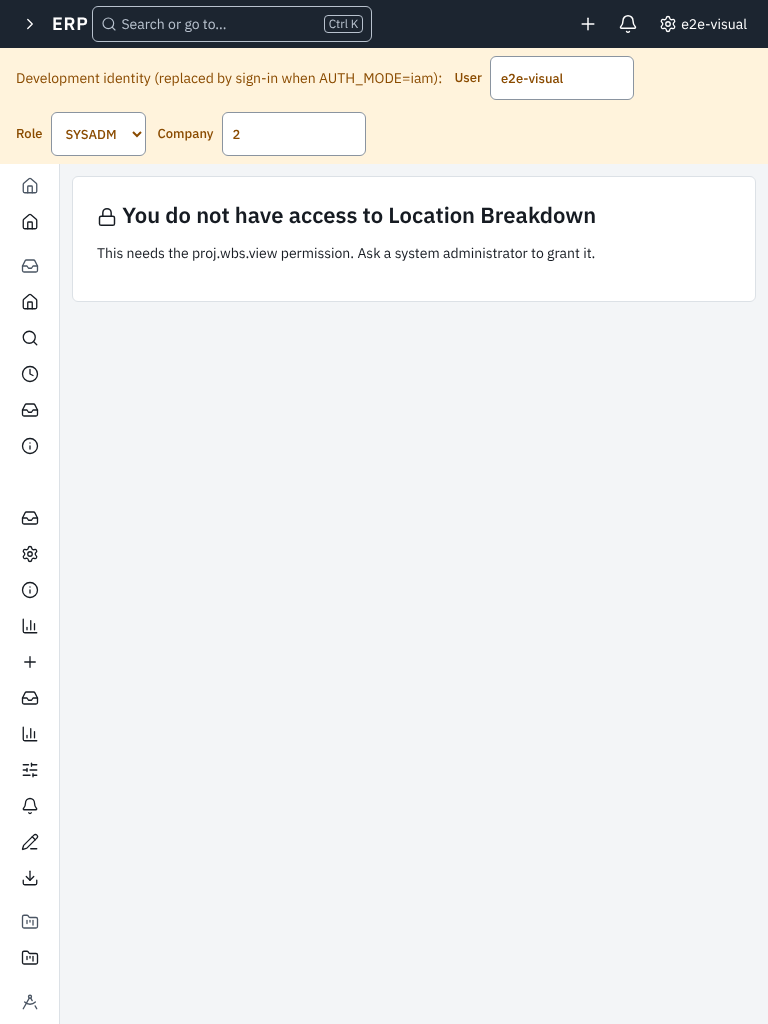 ERP Search or go to... Ctrl K e2e-visual
Development identity (replaced by sign-in when AUTH_MODE=iam): User e2e-visual
Role SYSADM Company 2
You do not have access to Location Breakdown
This needs the proj.wbs.view permission. Ask a system administrator to grant it.